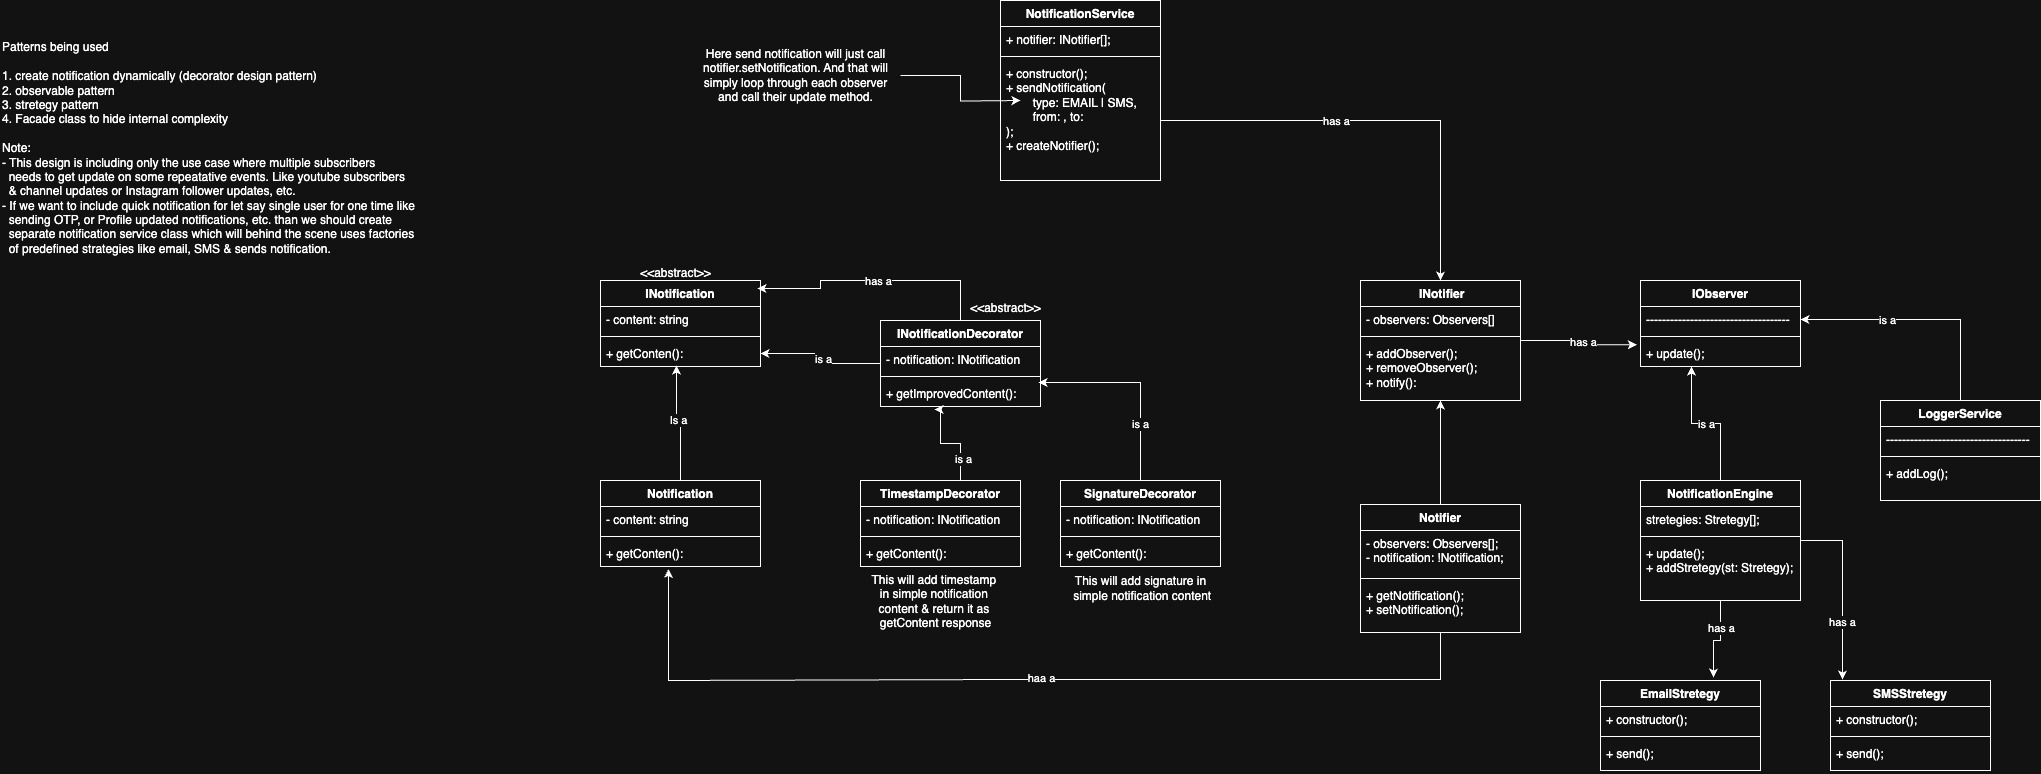 Patterns being used
1. create notification dynamically (decorator design pattern)
2. observable pattern
3. stretegy pattern
4. Facade class to hide internal complexity
Note:
- This design is including only the use case where multiple subscribers
needs to get update on some repeatative events. Like youtube subscribers
& channel updates or Instagram follower updates, etc.
- If we want to include quick notification for let say single user for one time like
sending OTP, or Profile updated notifications, etc. than we should create
separate notification service class which will behind the scene uses factories
of predefined strategies like email, SMS & sends notification.
Here send notification will just call
notifier.setNotification. And that will
simply loop through each observer
and call their update method.
NotificationService
+ notifier: INotifier[];
+ constructor();
+ sendNotification(
type: EMAIL | SMS,
from: , to:
);
+ createNotifier();
has a
<<abstract>>
INotification
- content: string
+ getConten():
has a
<<abstract>>
INotificationDecorator
- notification: INotification
+ getImprovedContent():
is a
Is a
is a
is a
Notification
- content: string
+ getConten():
TimestampDecorator
- notification: INotification
+ getContent():
This will add timestamp
in simple notification
content & return it as
getContent response
SignatureDecorator
- notification: INotification
+ getContent():
This will add signature in
simple notification content
INotifier
- observers: Observers[]
+ addObserver();
+ removeObserver();
+ notify():
has a
IObserver
------------------------------------
+ update();
is a
LoggerService
------------------------------------
+ addLog();
is a
Notifier
- observers: Observers[];
- notification: !Notification;
+ getNotification();
+ setNotification();
haa a
NotificationEngine
stretegies: Stretegy[];
+ update();
+ addStretegy(st: Stretegy);
has a
has a
EmailStretegy
+ constructor();
+ send();
SMSStretegy
+ constructor();
+ send();